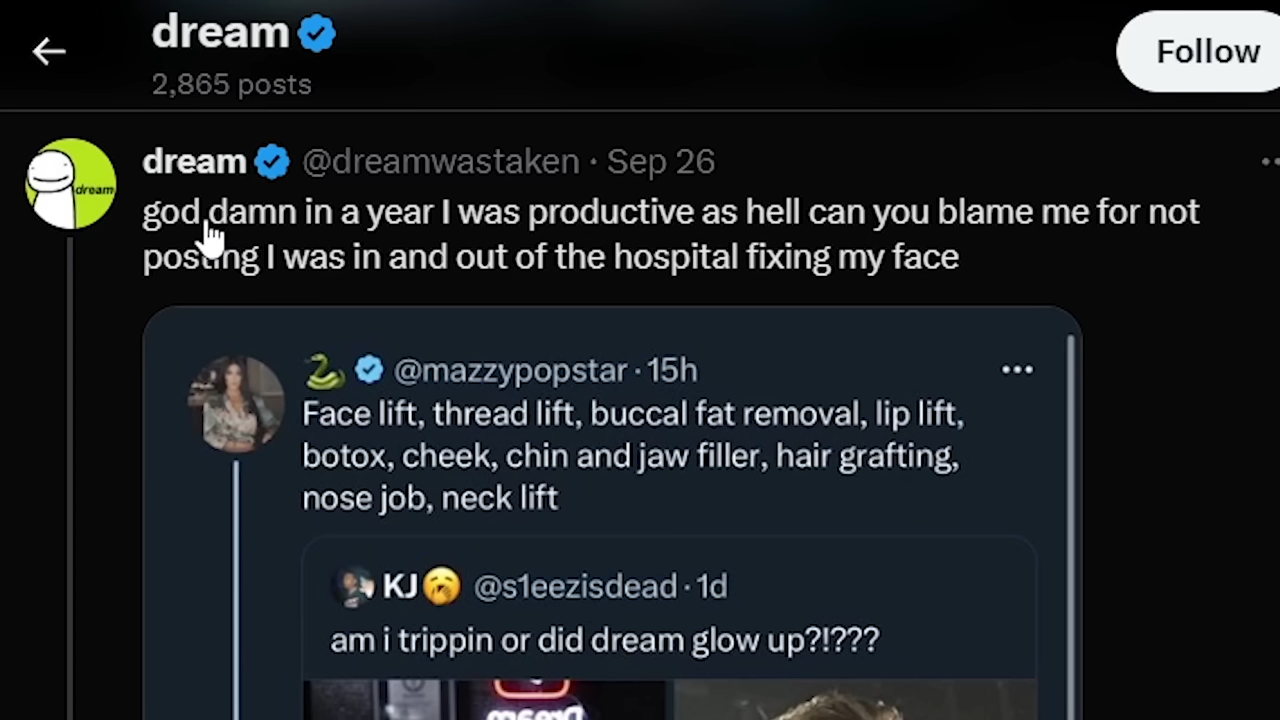 dream
2,865 posts
Follow
dream @dreamwastaken · Sep 26
god damn in a year I was productive as hell can you blame me for not
posting I was in and out of the hospital fixing my face
dream
@mazzypopstar · 15h
Face lift, thread lift, buccal fat removal, lip lift,
botox, cheek, chin and jaw filler, hair grafting,
nose job, neck lift
KJ🥱 @s1eezisdead · 1d
am i trippin or did dream glow up?!???